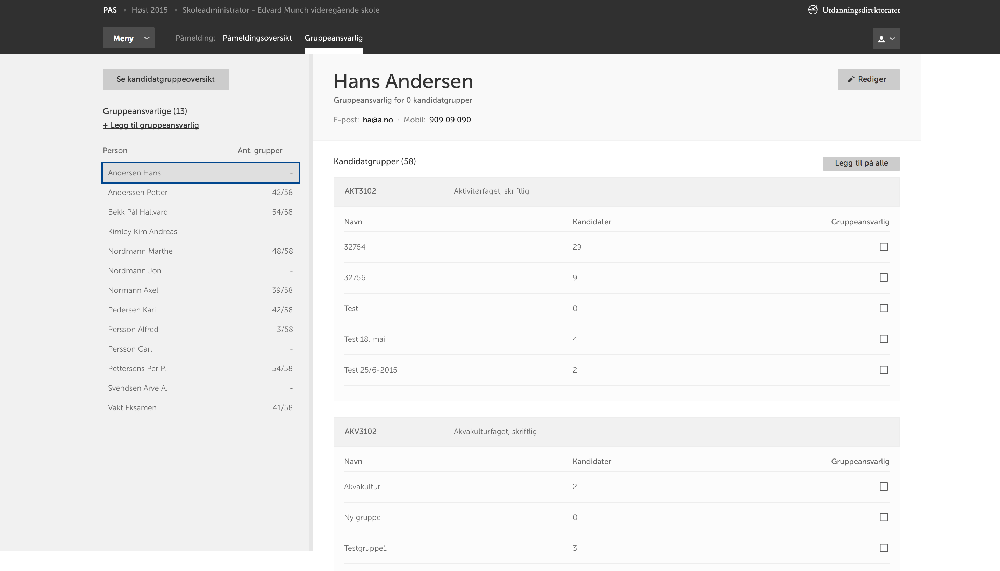 PAS • Høst 2015 • Skoleadministrator - Edvard Munch videregående skole
Utdanningsdirektoratet
Meny
Påmelding: Påmeldingsoversikt Gruppeansvarlig
Se kandidatgruppeoversikt
Gruppeansvarlige (13)
+ Legg til gruppeansvarlig
Person Ant. grupper
Andersen Hans -
Anderssen Petter 42/58
Bekk Pål Hallvard 54/58
Kimley Kim Andreas -
Nordmann Marthe 48/58
Nordmann Jon -
Normann Axel 39/58
Pedersen Kari 42/58
Persson Alfred 3/58
Persson Carl -
Pettersens Per P. 54/58
Svendsen Arve A. -
Vakt Eksamen 41/58
Hans Andersen
Rediger
Gruppeansvarlig for 0 kandidatgrupper
E-post: ha@a.no · Mobil: 909 09 090
Kandidatgrupper (58)
Legg til på alle
AKT3102 Aktivitørfaget, skriftlig
Navn Kandidater Gruppeansvarlig
32754 29
32756 9
Test 0
Test 18. mai 4
Test 25/6-2015 2
AKV3102 Akvakulturfaget, skriftlig
Navn Kandidater Gruppeansvarlig
Akvakultur 2
Ny gruppe 0
Testgruppe1 3